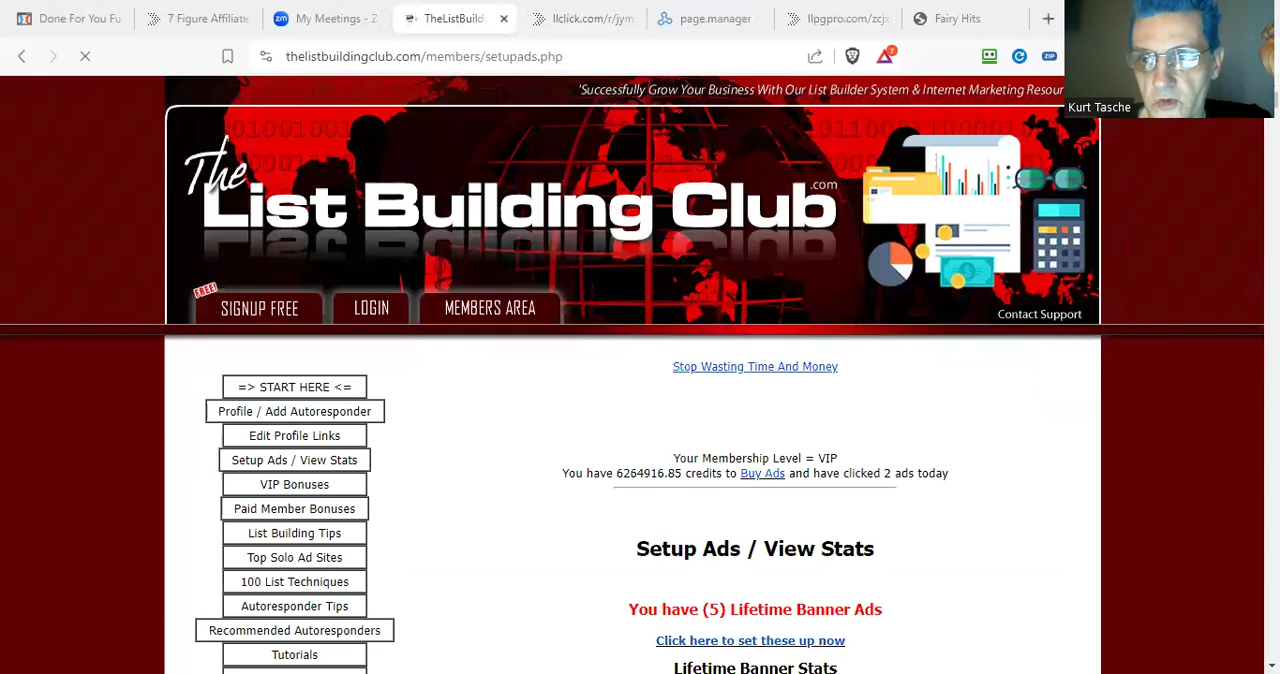 Done For You Fu
7 Figure Affiliate
My Meetings - Z
TheListBuild
llclick.com/r/jym
page.manager
llpgpro.com/zcjx
Fairy Hits
thelistbuildingclub.com/members/setupads.php
7
ZIP
Kurt Tasche
'Successfully Grow Your Business With Our List Builder System & Internet Marketing Resour
The
List Building Club
.com
FREE!
SIGNUP FREE
LOGIN
MEMBERS AREA
Contact Support
Stop Wasting Time And Money
=> START HERE <=
Profile / Add Autoresponder
Edit Profile Links
Setup Ads / View Stats
VIP Bonuses
Paid Member Bonuses
List Building Tips
Top Solo Ad Sites
100 List Techniques
Autoresponder Tips
Recommended Autoresponders
Tutorials
Your Membership Level = VIP
You have 6264916.85 credits to Buy Ads and have clicked 2 ads today
Setup Ads / View Stats
You have (5) Lifetime Banner Ads
Click here to set these up now
Lifetime Banner Stats